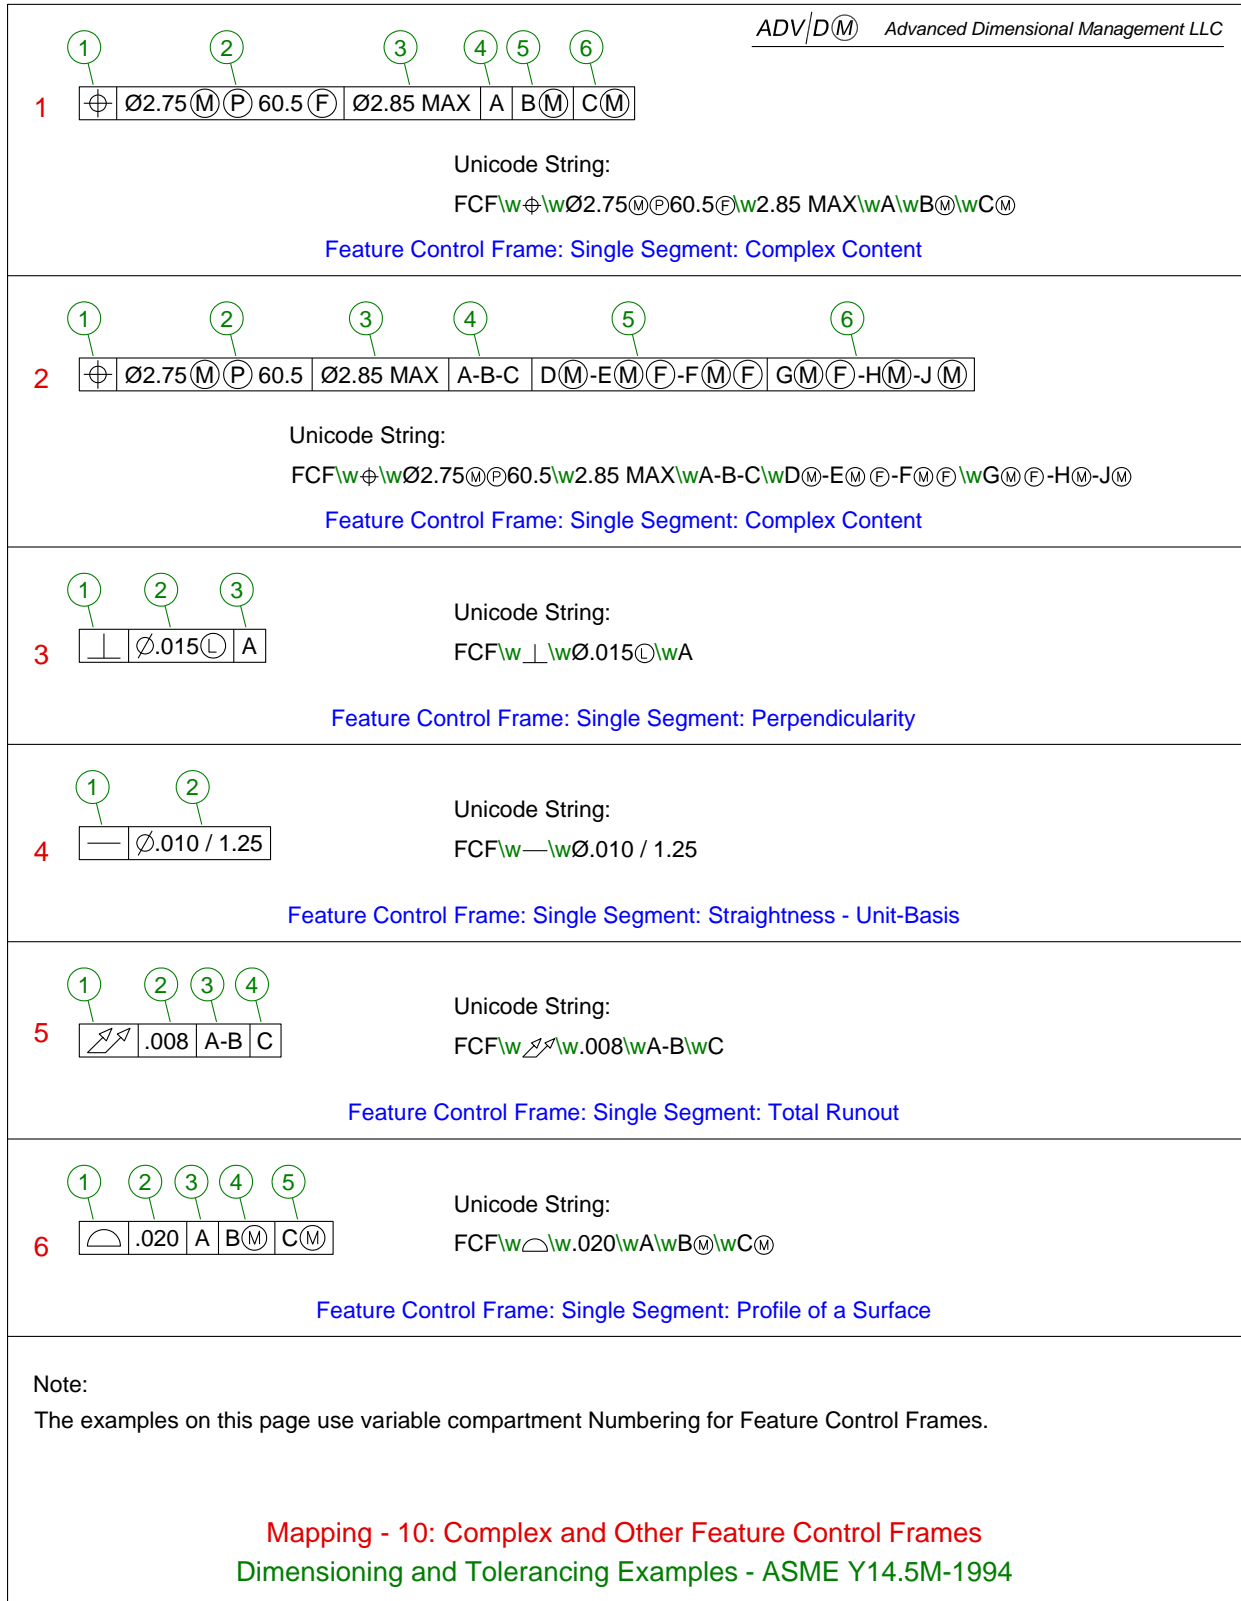 ADV/DⓂ Advanced Dimensional Management LLC
1 2 3 4 5 6
1 ⌖ Ø2.75ⓂⓅ 60.5Ⓕ Ø2.85 MAX A BⓂ CⓂ
Unicode String:
FCF\w⌖\wØ2.75ⓂⓅ60.5Ⓕ\w2.85 MAX\wA\wBⓂ\wCⓂ
Feature Control Frame: Single Segment: Complex Content
1 2 3 4 5 6
2 ⌖ Ø2.75ⓂⓅ 60.5 Ø2.85 MAX A-B-C DⓂ-EⓂⒻ-FⓂⒻ GⓂⒻ-HⓂ-JⓂ
Unicode String:
FCF\w⌖\wØ2.75ⓂⓅ60.5\w2.85 MAX\wA-B-C\wDⓂ-EⓂⒻ-FⓂⒻ\wGⓂⒻ-HⓂ-JⓂ
Feature Control Frame: Single Segment: Complex Content
1 2 3
3 ⟂ Ø.015Ⓛ A
Unicode String:
FCF\w⟂\wØ.015Ⓛ\wA
Feature Control Frame: Single Segment: Perpendicularity
1 2
4 — Ø.010 / 1.25
Unicode String:
FCF\w—\wØ.010 / 1.25
Feature Control Frame: Single Segment: Straightness - Unit-Basis
1 2 3 4
5 ⌰ .008 A-B C
Unicode String:
FCF\w⌰\w.008\wA-B\wC
Feature Control Frame: Single Segment: Total Runout
1 2 3 4 5
6 ⌓ .020 A BⓂ CⓂ
Unicode String:
FCF\w⌓\w.020\wA\wBⓂ\wCⓂ
Feature Control Frame: Single Segment: Profile of a Surface
Note:
The examples on this page use variable compartment Numbering for Feature Control Frames.
Mapping - 10: Complex and Other Feature Control Frames
Dimensioning and Tolerancing Examples - ASME Y14.5M-1994